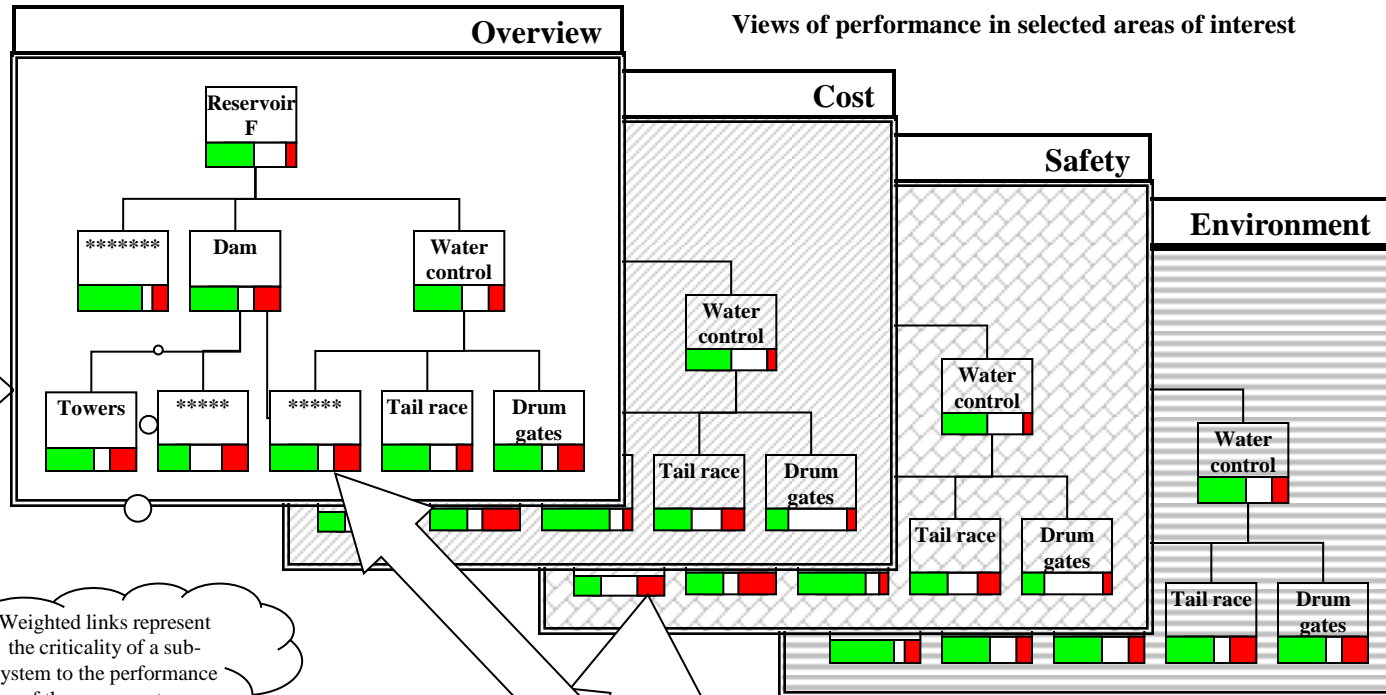 Views of performance in selected areas of interest
Overview
Reservoir
F
*******
Dam
Water
control
Towers
*****
*****
Tail race
Drum
gates
Cost
Water
control
Tail race
Drum
gates
Safety
Water
control
Tail race
Drum
gates
Environment
Water
control
Tail race
Drum
gates
Weighted links represent
the criticality of a sub-
ystem to the performance